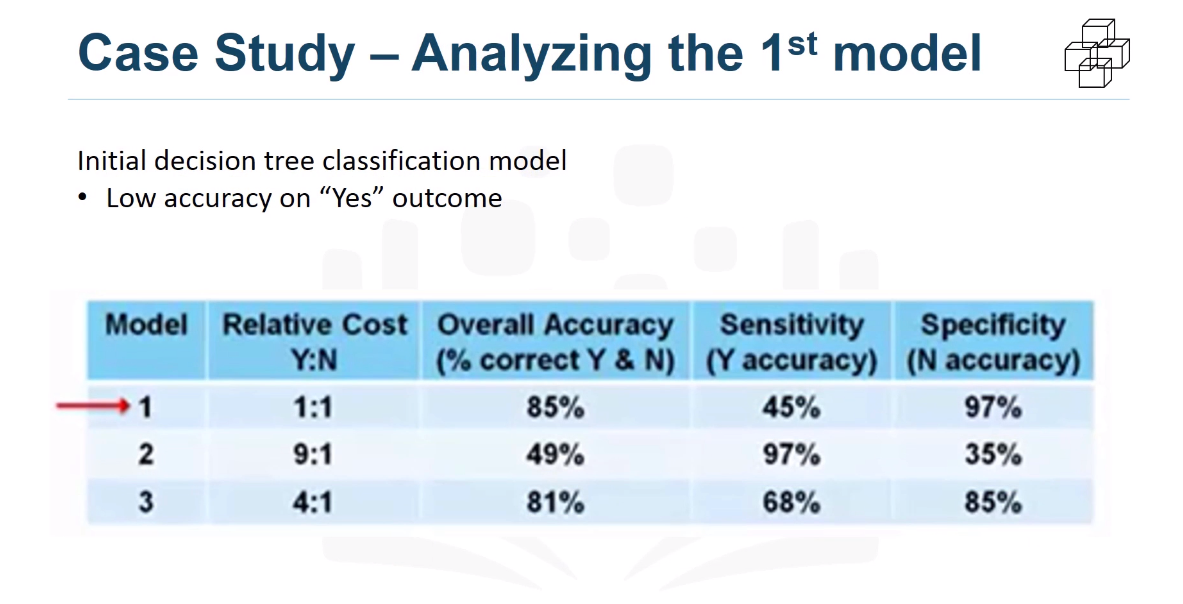 Case Study – Analyzing the 1st model
Initial decision tree classification model
• Low accuracy on “Yes” outcome
Model Relative Cost Overall Accuracy Sensitivity Specificity
Y:N (% correct Y & N) (Y accuracy) (N accuracy)
1 1:1 85% 45% 97%
2 9:1 49% 97% 35%
3 4:1 81% 68% 85%